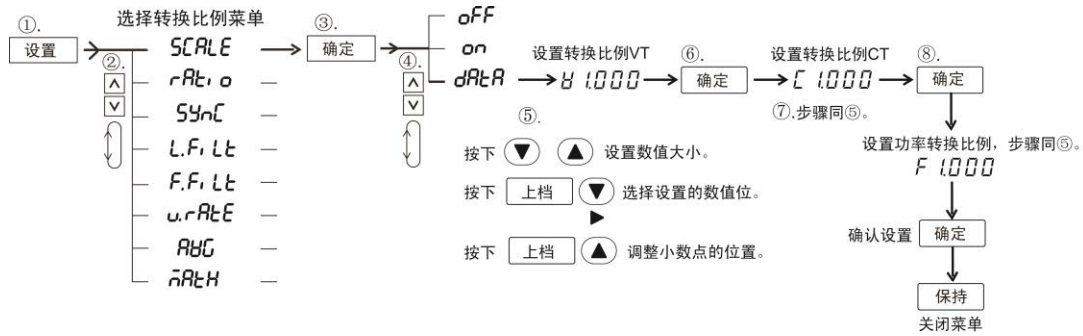 选择转换比例菜单
①.
设置
②.
SCALE
rAtio
SYnC
L.FiLt
F.FiLt
u.rAtE
AVG
mAtH
③.
确定
④.
oFF
on
dAtA
设置转换比例VT
V 1.000
⑤.
按下 ▼ ▲ 设置数值大小。
按下 上档 ▼ 选择设置的数值位。
▶
按下 上档 ▲ 调整小数点的位置。
⑥.
确定
设置转换比例CT
C 1.000
⑦.步骤同⑤。
⑧.
确定
设置功率转换比例，步骤同⑤。
F 1.000
确认设置 确定
保持
关闭菜单